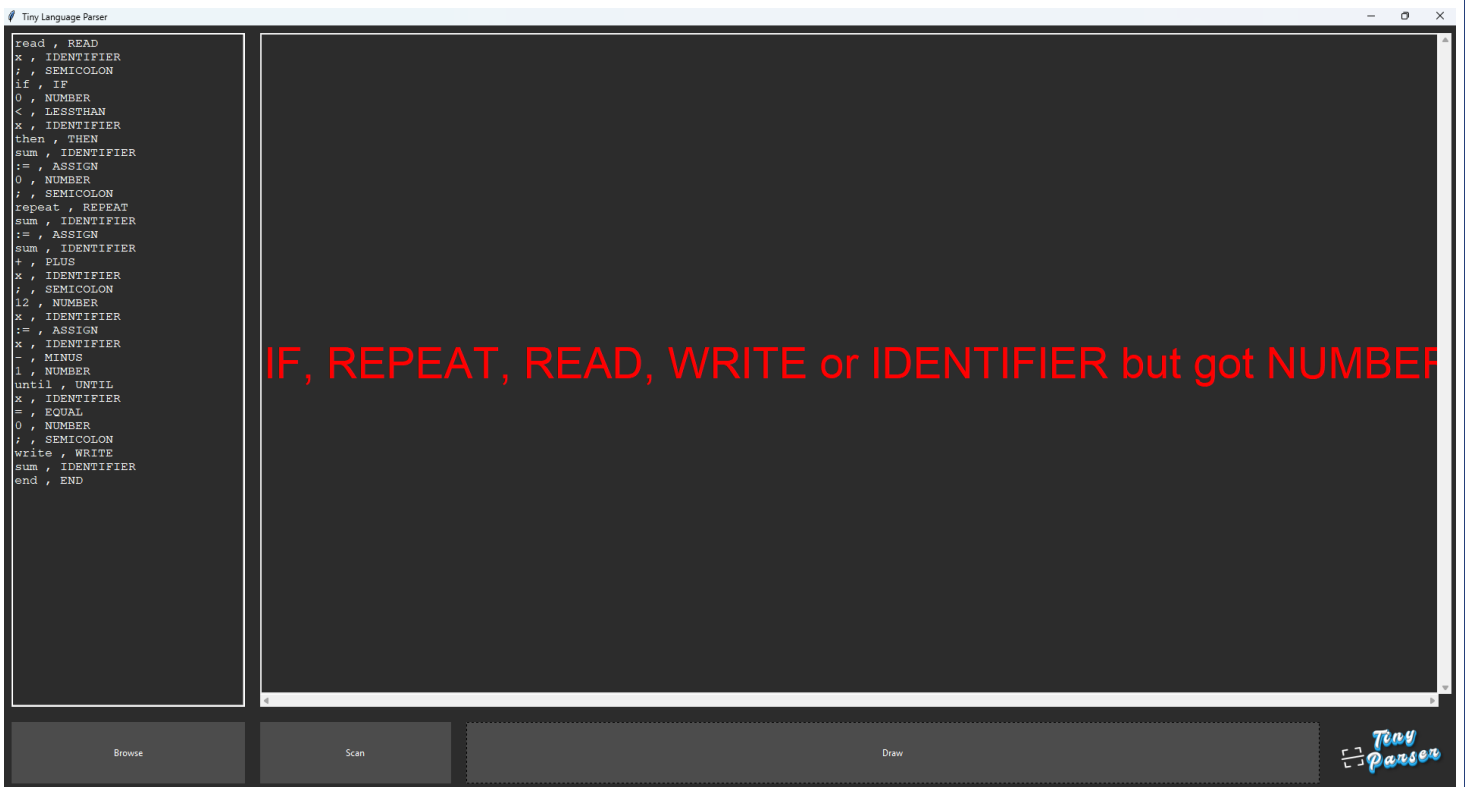 Tiny Language Parser
read , READ
x , IDENTIFIER
; , SEMICOLON
if , IF
0 , NUMBER
< , LESSTHAN
x , IDENTIFIER
then , THEN
sum , IDENTIFIER
:= , ASSIGN
0 , NUMBER
; , SEMICOLON
repeat , REPEAT
sum , IDENTIFIER
:= , ASSIGN
sum , IDENTIFIER
+ , PLUS
x , IDENTIFIER
; , SEMICOLON
12 , NUMBER
x , IDENTIFIER
:= , ASSIGN
x , IDENTIFIER
- , MINUS
1 , NUMBER
until , UNTIL
x , IDENTIFIER
= , EQUAL
0 , NUMBER
; , SEMICOLON
write , WRITE
sum , IDENTIFIER
end , END
IF, REPEAT, READ, WRITE or IDENTIFIER but got NUMBER
Browse
Scan
Draw
Tiny
Parser